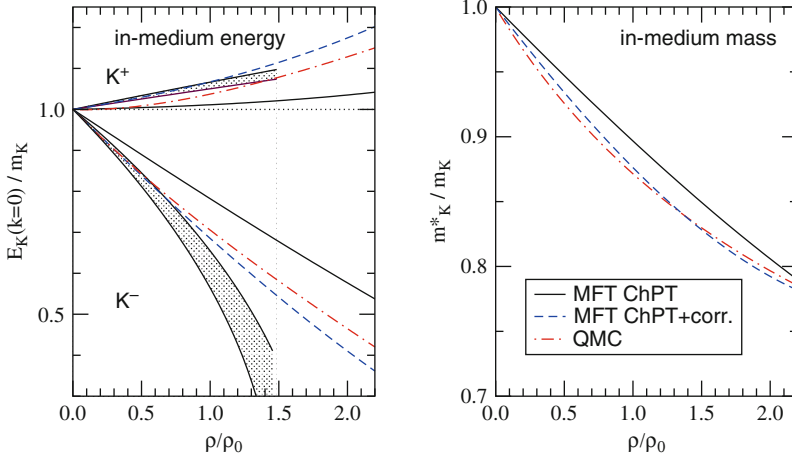 in-medium energy
K+
1.0
0.5
K−
E_K(k=0) / m_K
0.0 0.5 1.0 1.5 2.0
ρ/ρ0
in-medium mass
1.0
0.9
0.8
0.7
m*_K / m_K
MFT ChPT
MFT ChPT+corr.
QMC
0.0 0.5 1.0 1.5 2.0
ρ/ρ0